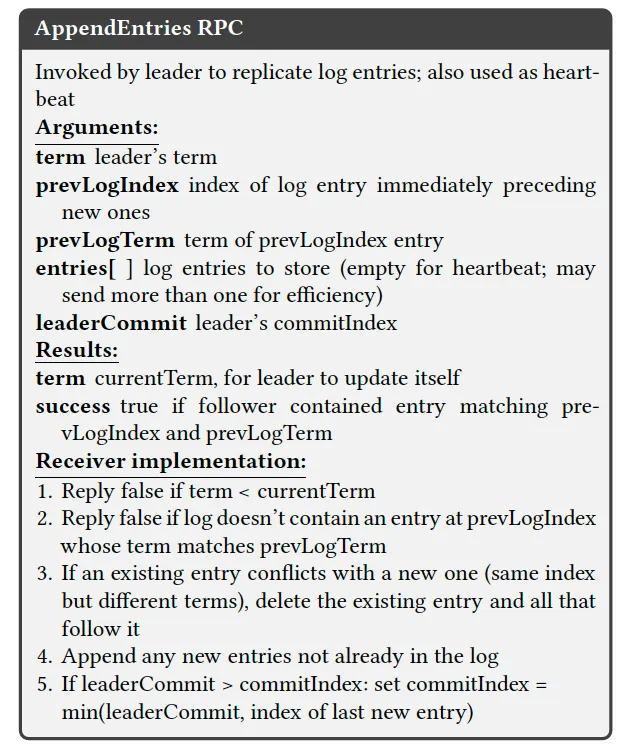 AppendEntries RPC
Invoked by leader to replicate log entries; also used as heart-
beat
Arguments:
term leader's term
prevLogIndex index of log entry immediately preceding
new ones
prevLogTerm term of prevLogIndex entry
entries[ ] log entries to store (empty for heartbeat; may
send more than one for efficiency)
leaderCommit leader's commitIndex
Results:
term currentTerm, for leader to update itself
success true if follower contained entry matching pre-
vLogIndex and prevLogTerm
Receiver implementation:
1. Reply false if term < currentTerm
2. Reply false if log doesn't contain an entry at prevLogIndex
whose term matches prevLogTerm
3. If an existing entry conflicts with a new one (same index
but different terms), delete the existing entry and all that
follow it
4. Append any new entries not already in the log
5. If leaderCommit > commitIndex: set commitIndex =
min(leaderCommit, index of last new entry)